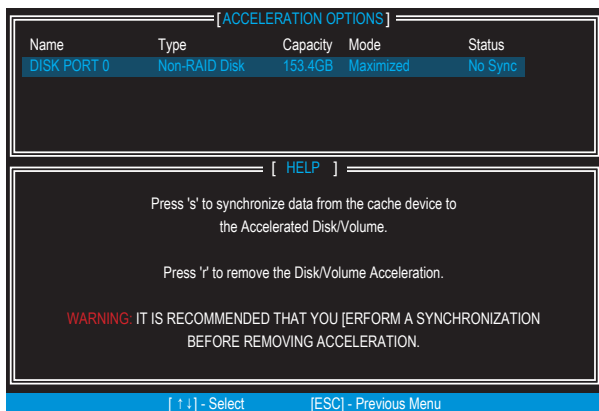 [ACCELERATION OPTIONS]
Name Type Capacity Mode Status
DISK PORT 0 Non-RAID Disk 153.4GB Maximized No Sync
[ HELP ]
Press 's' to synchronize data from the cache device to
the Accelerated Disk/Volume.
Press 'r' to remove the Disk/Volume Acceleration.
WARNING: IT IS RECOMMENDED THAT YOU [ERFORM A SYNCHRONIZATION
BEFORE REMOVING ACCELERATION.
[ ↑↓] - Select [ESC] - Previous Menu